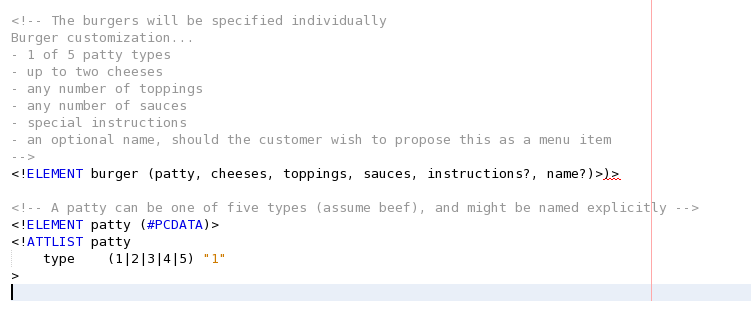 <!-- The burgers will be specified individually
Burger customization...
- 1 of 5 patty types
- up to two cheeses
- any number of toppings
- any number of sauces
- special instructions
- an optional name, should the customer wish to propose this as a menu item
-->
<!ELEMENT burger (patty, cheeses, toppings, sauces, instructions?, name?)>)>
<!-- A patty can be one of five types (assume beef), and might be named explicitly -->
<!ELEMENT patty (#PCDATA)>
<!ATTLIST patty
    type    (1|2|3|4|5) "1"
>